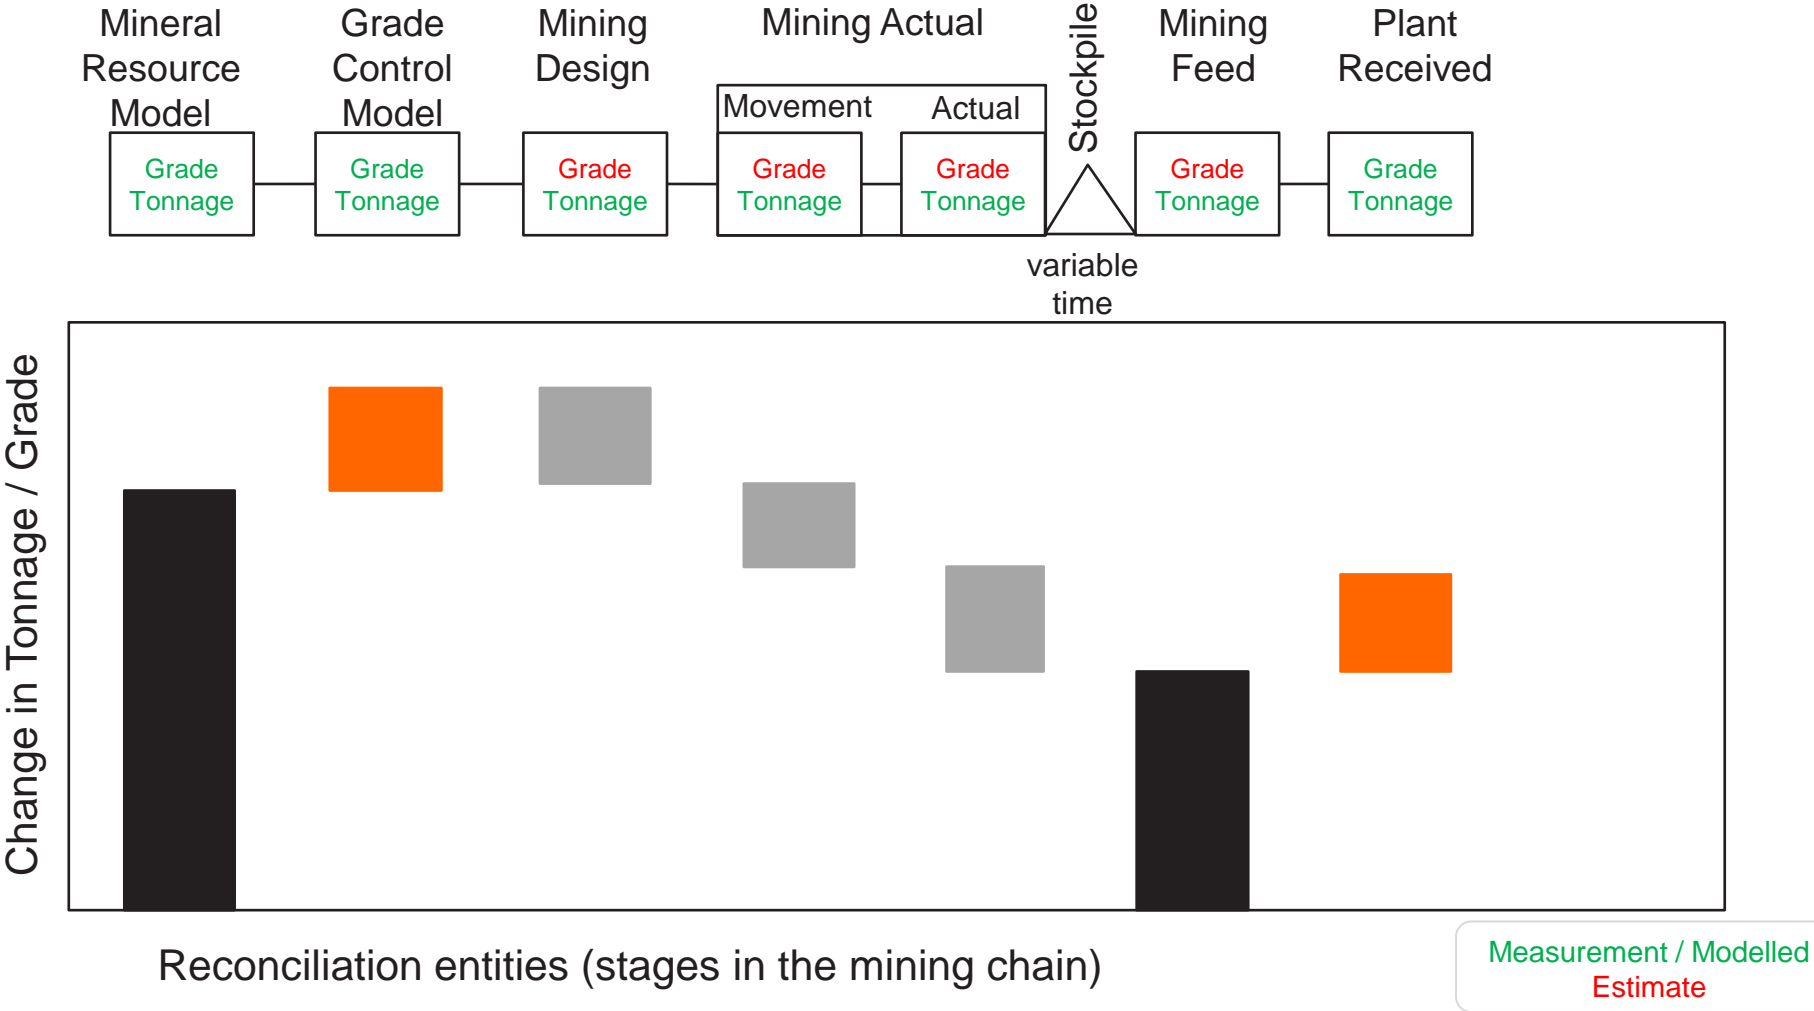 Mineral
Resource
Model
Grade
Control
Model
Mining
Design
Mining Actual
Movement
Actual
Stockpile
Mining
Feed
Plant
Received
Grade
Tonnage
Grade
Tonnage
Grade
Tonnage
Grade
Tonnage
Grade
Tonnage
Grade
Tonnage
Grade
Tonnage
variable
time
Change in Tonnage / Grade
Reconciliation entities (stages in the mining chain)
Measurement / Modelled
Estimate